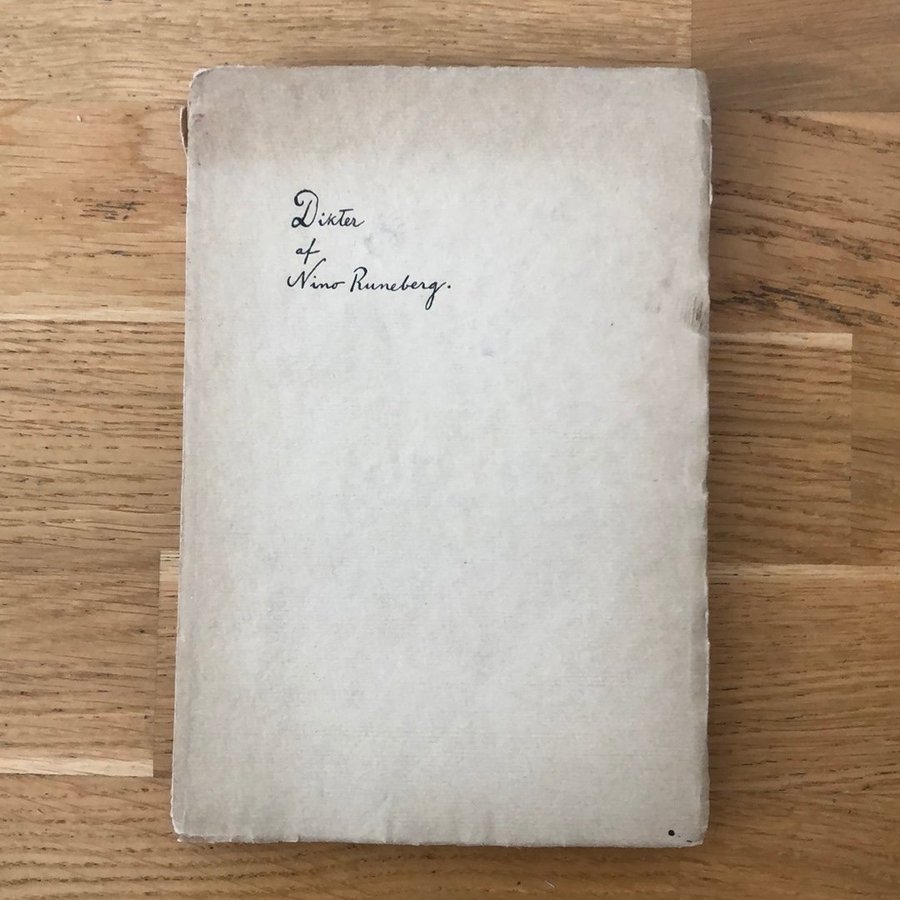 Dikter
af
Nino Runeberg.